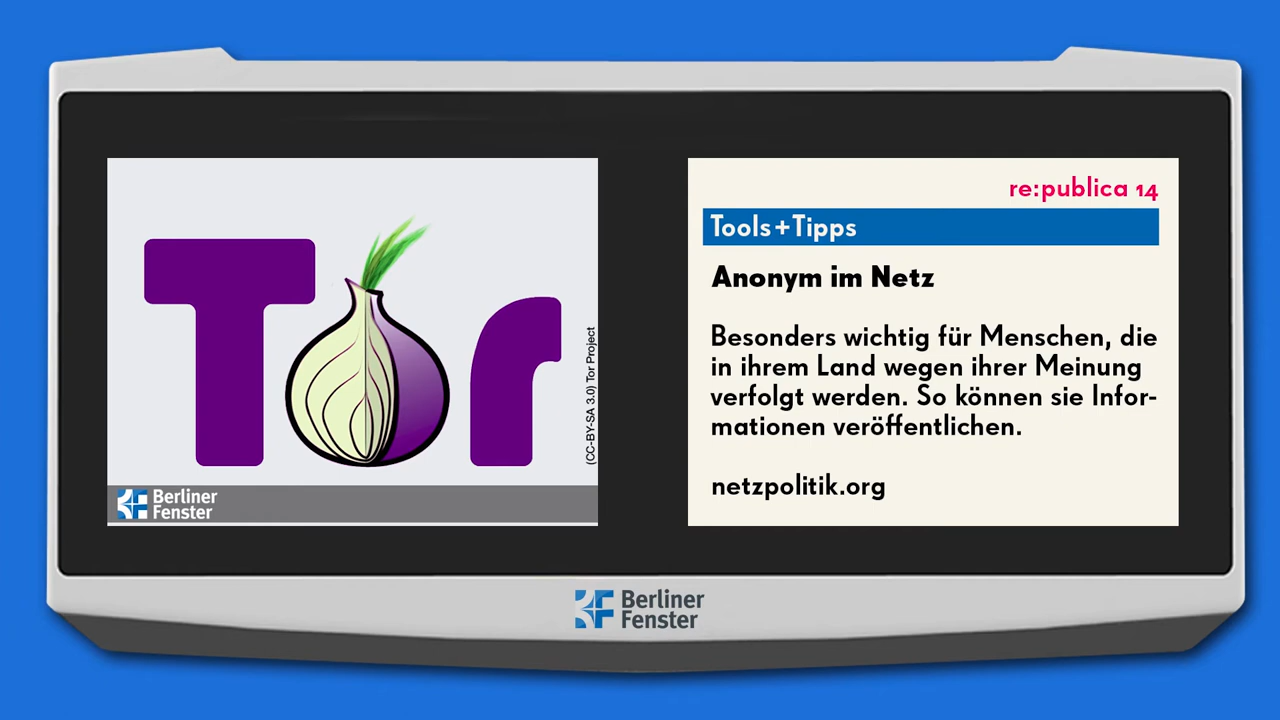 Tor
(CC-BY-SA 3.0) Tor Project
Berliner
Fenster
re:publica 14
Tools+Tipps
Anonym im Netz
Besonders wichtig für Menschen, die
in ihrem Land wegen ihrer Meinung
verfolgt werden. So können sie Infor-
mationen veröffentlichen.
netzpolitik.org
Berliner
Fenster